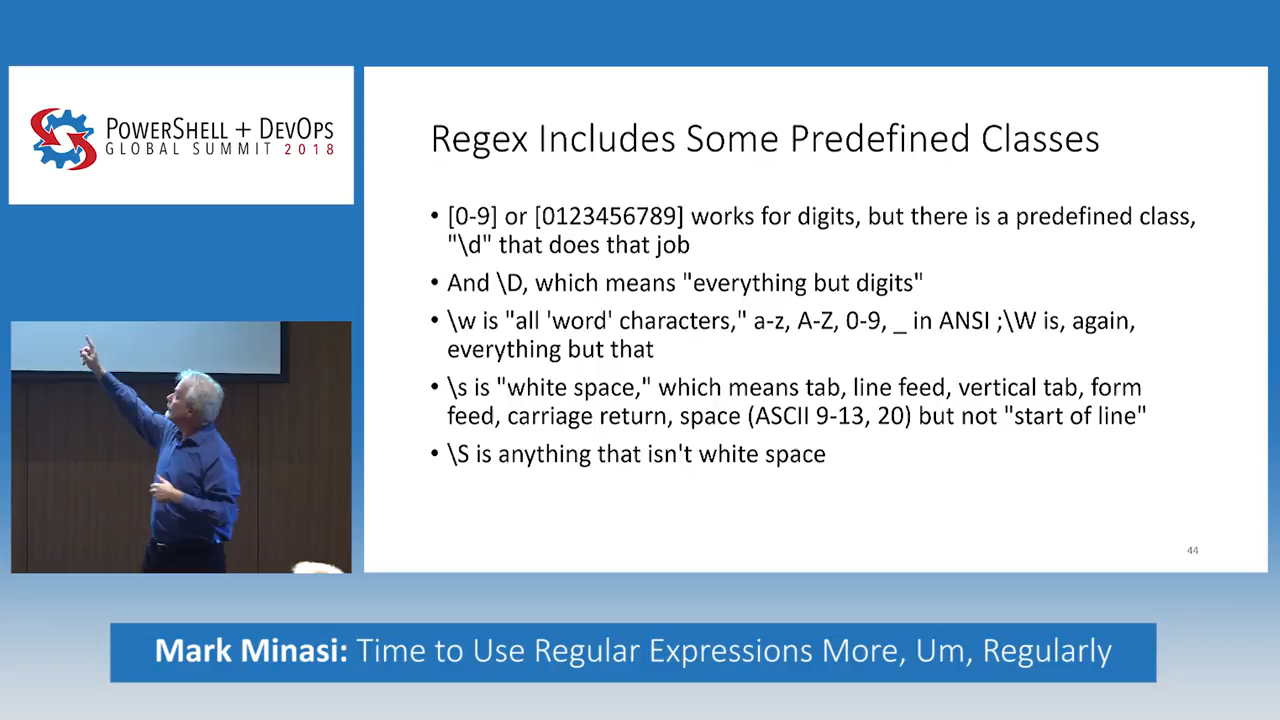 POWERSHELL + DEVOPS
GLOBAL SUMMIT 2018
Regex Includes Some Predefined Classes
• [0-9] or [0123456789] works for digits, but there is a predefined class,
"\d" that does that job
• And \D, which means "everything but digits"
• \w is "all 'word' characters," a-z, A-Z, 0-9, _ in ANSI ;\W is, again,
everything but that
• \s is "white space," which means tab, line feed, vertical tab, form
feed, carriage return, space (ASCII 9-13, 20) but not "start of line"
• \S is anything that isn't white space
44
Mark Minasi: Time to Use Regular Expressions More, Um, Regularly